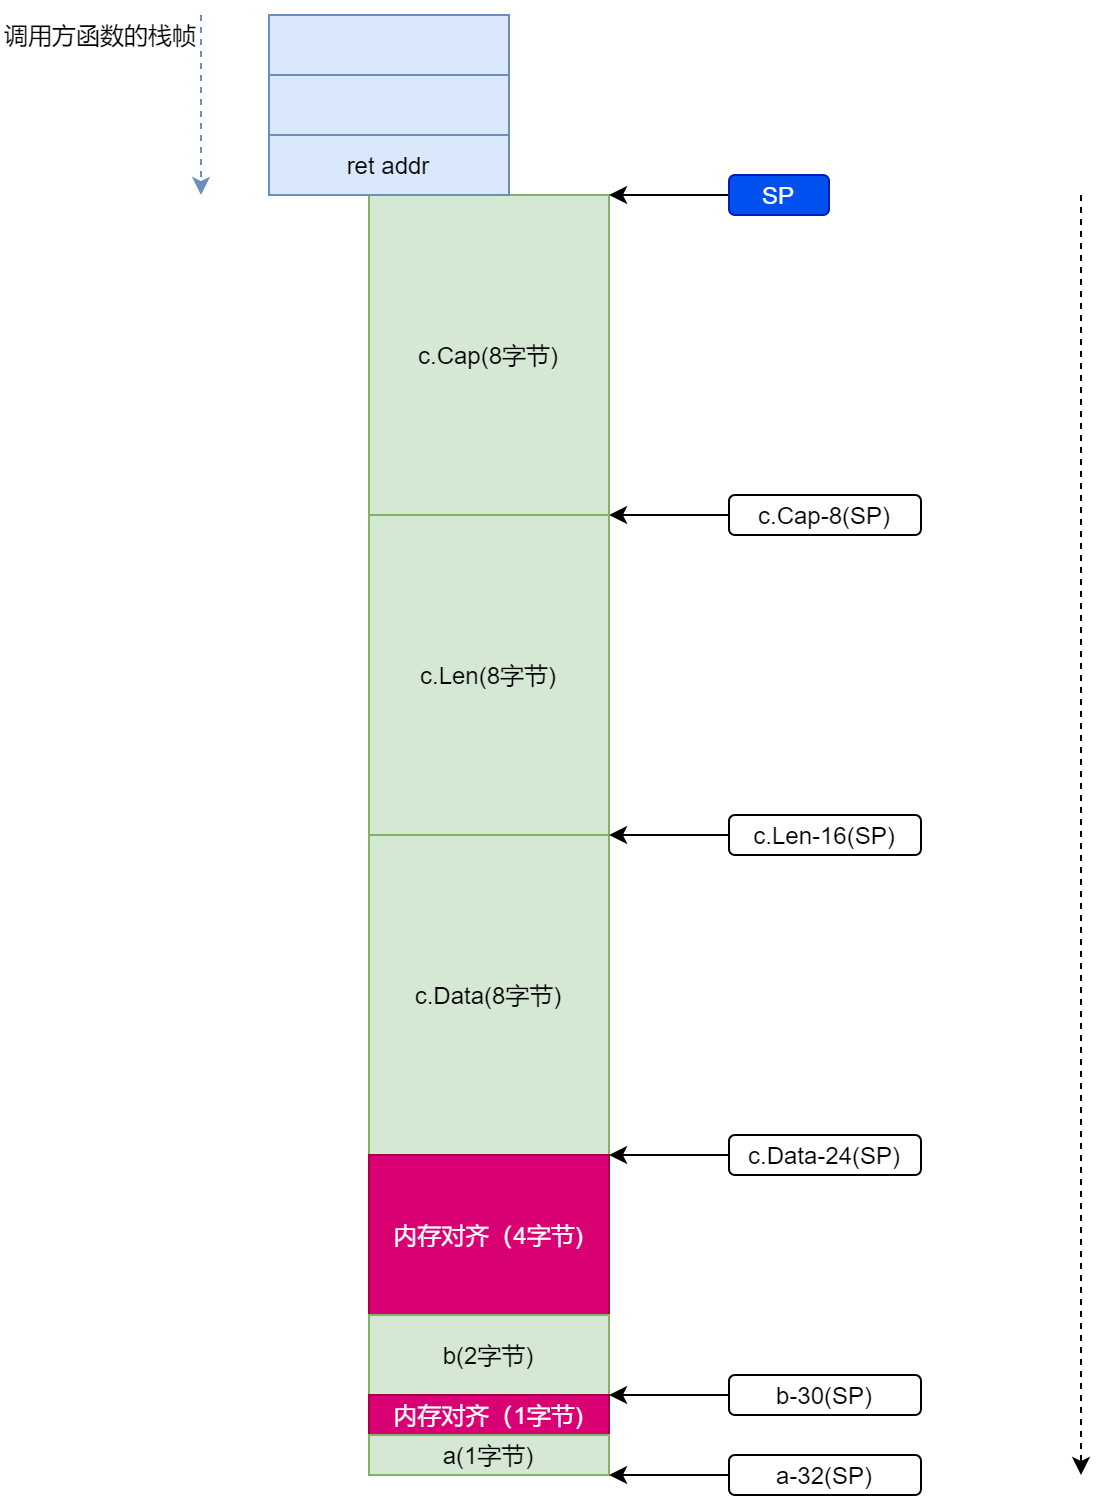 调用方函数的栈帧
ret addr
SP
c.Cap(8字节)
c.Cap-8(SP)
c.Len(8字节)
c.Len-16(SP)
c.Data(8字节)
c.Data-24(SP)
内存对齐（4字节)
b(2字节)
b-30(SP)
内存对齐（1字节)
a(1字节)
a-32(SP)